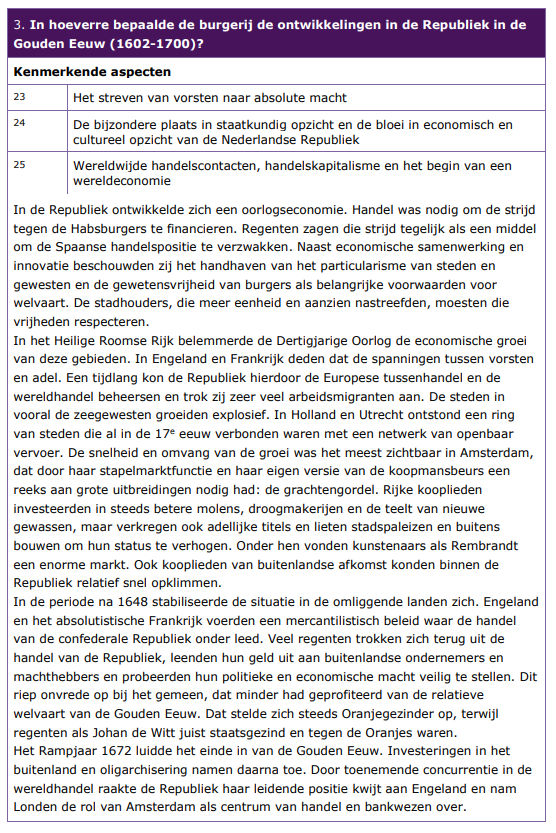 3. In hoeverre bepaalde de burgerij de ontwikkelingen in de Republiek in de
Gouden Eeuw (1602-1700)?
Kenmerkende aspecten
23 Het streven van vorsten naar absolute macht
24 De bijzondere plaats in staatkundig opzicht en de bloei in economisch en
cultureel opzicht van de Nederlandse Republiek
25 Wereldwijde handelscontacten, handelskapitalisme en het begin van een
wereldeconomie
In de Republiek ontwikkelde zich een oorlogseconomie. Handel was nodig om de strijd
tegen de Habsburgers te financieren. Regenten zagen die strijd tegelijk als een middel
om de Spaanse handelspositie te verzwakken. Naast economische samenwerking en
innovatie beschouwden zij het handhaven van het particularisme van steden en
gewesten en de gewetensvrijheid van burgers als belangrijke voorwaarden voor
welvaart. De stadhouders, die meer eenheid en aanzien nastreefden, moesten die
vrijheden respecteren.
In het Heilige Roomse Rijk belemmerde de Dertigjarige Oorlog de economische groei
van deze gebieden. In Engeland en Frankrijk deden dat de spanningen tussen vorsten
en adel. Een tijdlang kon de Republiek hierdoor de Europese tussenhandel en de
wereldhandel beheersen en trok zij zeer veel arbeidsmigranten aan. De steden in
vooral de zeegewesten groeiden explosief. In Holland en Utrecht ontstond een ring
van steden die al in de 17e eeuw verbonden waren met een netwerk van openbaar
vervoer. De snelheid en omvang van de groei was het meest zichtbaar in Amsterdam,
dat door haar stapelmarktfunctie en haar eigen versie van de koopmansbeurs een
reeks aan grote uitbreidingen nodig had: de grachtengordel. Rijke kooplieden
investeerden in steeds betere molens, droogmakerijen en de teelt van nieuwe
gewassen, maar verkregen ook adellijke titels en lieten stadspaleizen en buitens
bouwen om hun status te verhogen. Onder hen vonden kunstenaars als Rembrandt
een enorme markt. Ook kooplieden van buitenlandse afkomst konden binnen de
Republiek relatief snel opklimmen.
In de periode na 1648 stabiliseerde de situatie in de omliggende landen zich. Engeland
en het absolutistische Frankrijk voerden een mercantilistisch beleid waar de handel
van de confederale Republiek onder leed. Veel regenten trokken zich terug uit de
handel van de Republiek, leenden hun geld uit aan buitenlandse ondernemers en
machthebbers en probeerden hun politieke en economische macht veilig te stellen. Dit
riep onvrede op bij het gemeen, dat minder had geprofiteerd van de relatieve
welvaart van de Gouden Eeuw. Dat stelde zich steeds Oranjegezinder op, terwijl
regenten als Johan de Witt juist staatsgezind en tegen de Oranjes waren.
Het Rampjaar 1672 luidde het einde in van de Gouden Eeuw. Investeringen in het
buitenland en oligarchisering namen daarna toe. Door toenemende concurrentie in de
wereldhandel raakte de Republiek haar leidende positie kwijt aan Engeland en nam
Londen de rol van Amsterdam als centrum van handel en bankwezen over.